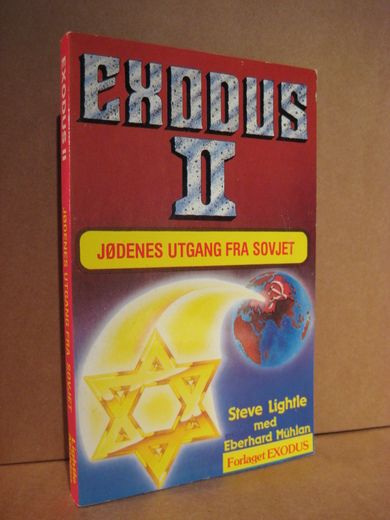 EXODUS
II
JØDENES UTGANG FRA SOVJET
Steve Lightle
med
Eberhard Mühlan
Forlaget EXODUS
EXODUS II
JØDENES UTGANG FRA SOVJET
Lightle